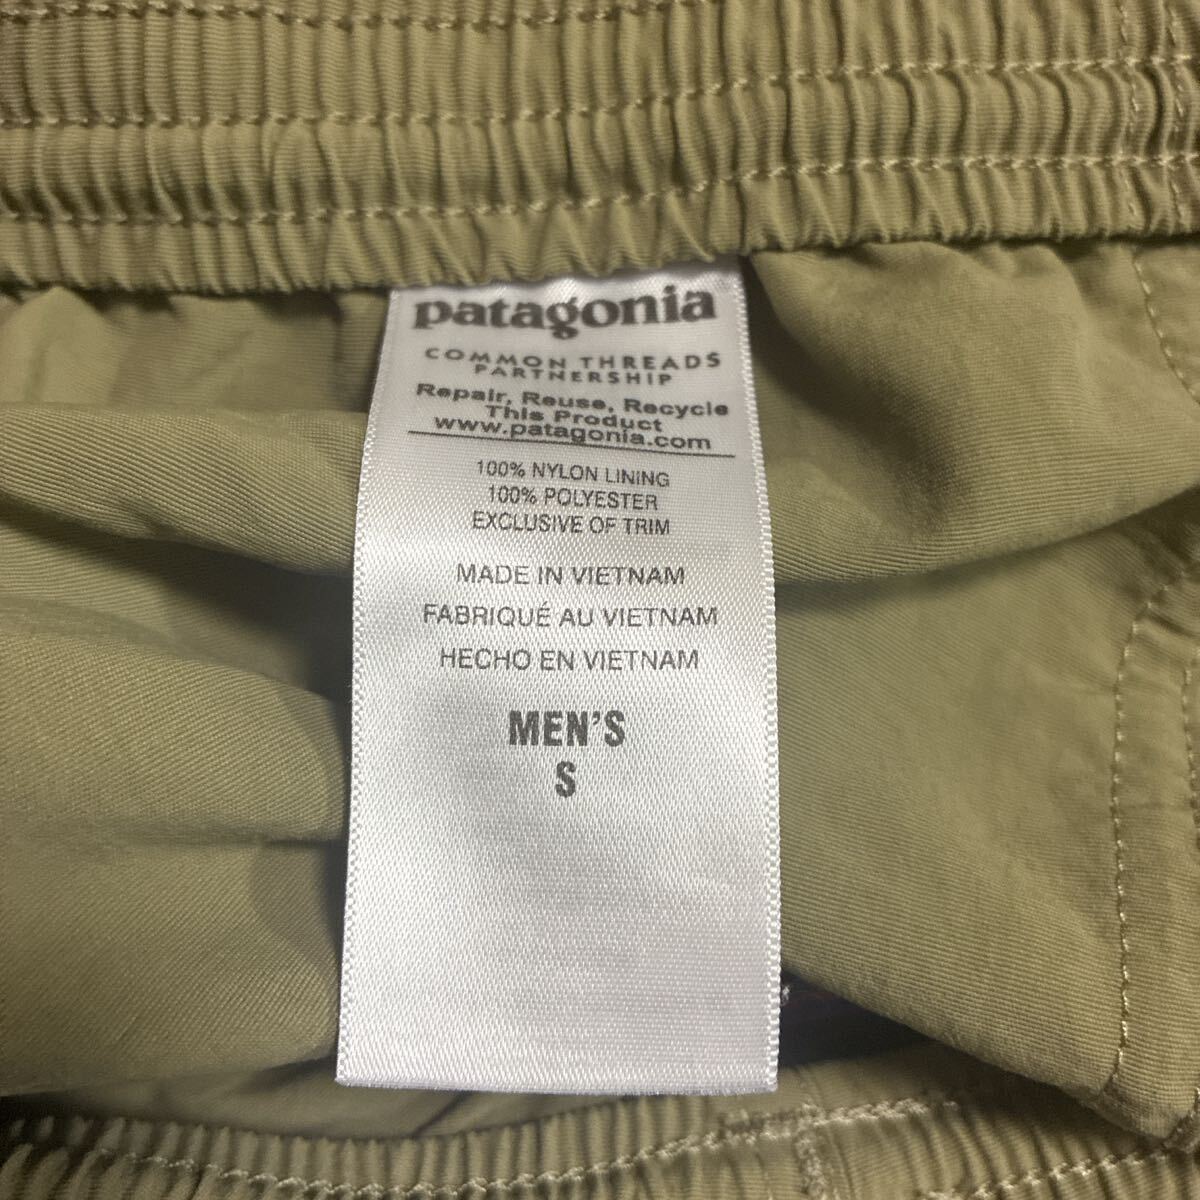 patagonia
COMMON THREADS
PARTNERSHIP
Repair, Reuse, Recycle
This Product
www.patagonia.com
100% NYLON LINING
100% POLYESTER
EXCLUSIVE OF TRIM
MADE IN VIETNAM
FABRIQUÉ AU VIETNAM
HECHO EN VIETNAM
MEN'S
S